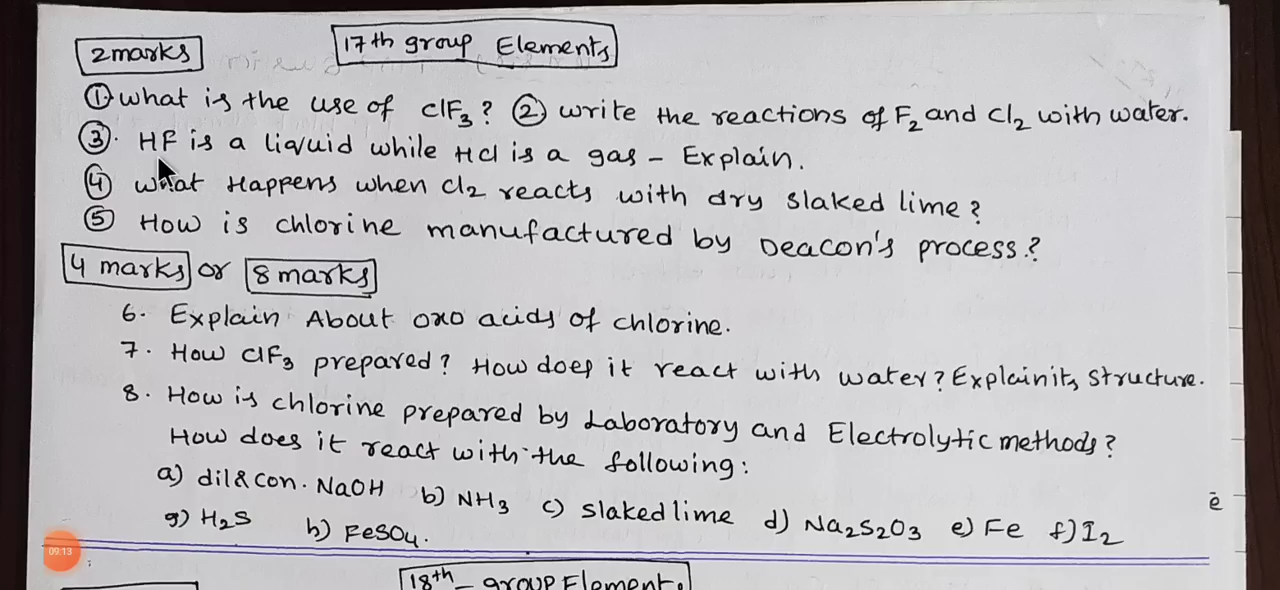 2marks
17th group Elements
① What is the use of ClF3? ② write the reactions of F2 and Cl2 with water.
③. HF is a liquid while HCl is a gas - Explain.
④ What Happens when Cl2 reacts with dry slaked lime?
⑤ How is chlorine manufactured by Deacon's process?
4 marks or 8 marks
6. Explain About oxo acids of chlorine.
7. How ClF3 prepared? How does it react with water? Explain its structure.
8. How is chlorine prepared by Laboratory and Electrolytic methods?
How does it react with the following:
a) dil & con. NaOH b) NH3 c) slaked lime d) Na2S2O3 e) Fe f) I2
ē
g) H2S h) FeSO4.
09:13
18th group Elements